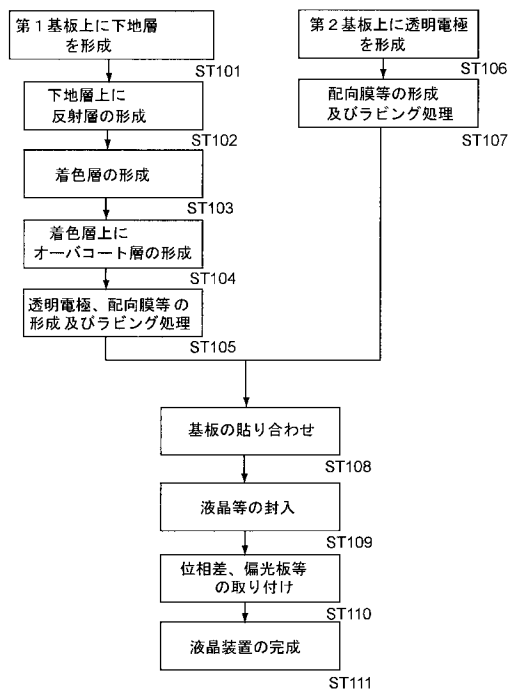 第１基板上に下地層
を形成
ST101
下地層上に
反射層の形成
ST102
着色層の形成
ST103
着色層上に
オーバコート層の形成
ST104
透明電極、配向膜等の
形成及びラビング処理
ST105
第２基板上に透明電極
を形成
ST106
配向膜等の形成
及びラビング処理
ST107
基板の貼り合わせ
ST108
液晶等の封入
ST109
位相差、偏光板等
の取り付け
ST110
液晶装置の完成
ST111